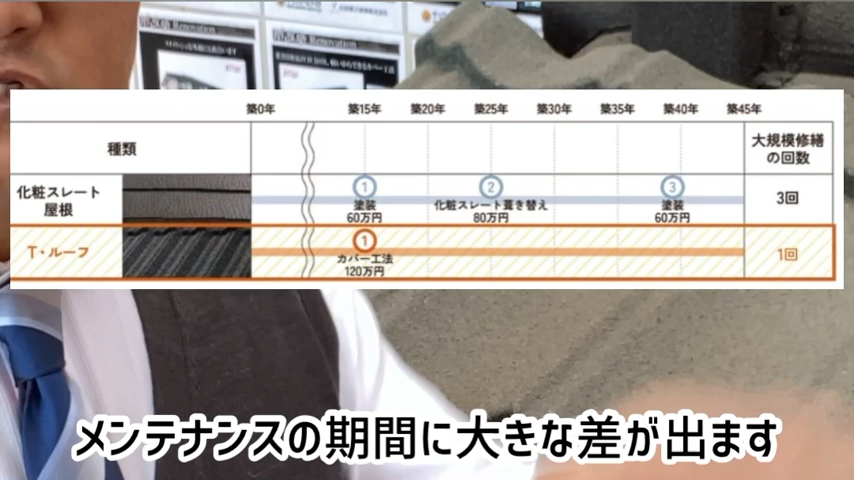 築0年 築15年 築20年 築25年 築30年 築35年 築40年 築45年
種類
大規模修繕
の回数
化粧スレート
屋根
①
塗装
60万円
②
化粧スレート葺き替え
80万円
③
塗装
60万円
3回
T・ルーフ
①
カバー工法
120万円
1回
メンテナンスの期間に大きな差が出ます